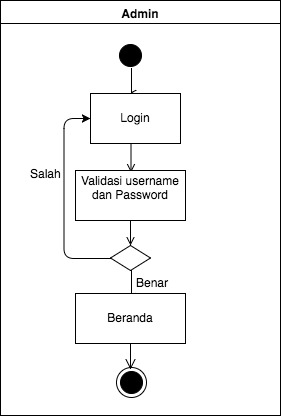 Admin
Login
Salah
Validasi username
dan Password
Benar
Beranda